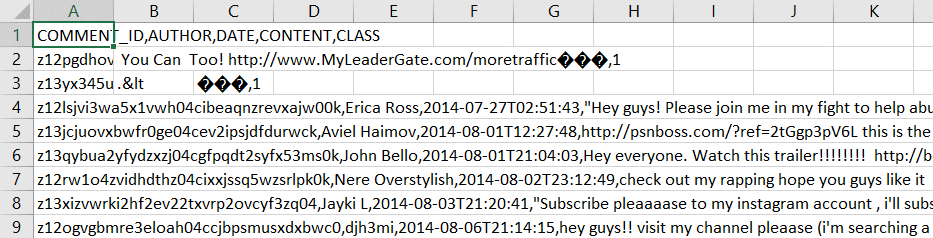 A B C D E F G H I J K
1 COMMENT_ID,AUTHOR,DATE,CONTENT,CLASS
2 z12pgdhov You Can Too! http://www.MyLeaderGate.com/moretraffic���,1
3 z13yx345u .&lt ���,1
4 z12lsjvi3wa5x1vwh04cibeaqnzrevxajw00k,Erica Ross,2014-07-27T02:51:43,"Hey guys! Please join me in my fight to help abu
5 z13jcjuovxbwfr0ge04cev2ipsjdfdurwck,Aviel Haimov,2014-08-01T12:27:48,http://psnboss.com/?ref=2tGgp3pV6L this is the
6 z13qybua2yfydzxzj04cgfpqdt2syfx53ms0k,John Bello,2014-08-01T21:04:03,Hey everyone. Watch this trailer!!!!!!!! http://b
7 z12rw1o4zvidhdthz04cixxjssq5wzsrlpk0k,Nere Overstylish,2014-08-02T23:12:49,check out my rapping hope you guys like it
8 z13xizvwrki2hf2ev22txvrp2ovcyf3zq04,Jayki L,2014-08-03T21:20:41,"Subscribe pleaaaase to my instagram account , i'll subs
9 z12ogvgbmre3eloah04ccjbpsmusxdxbwc0,djh3mi,2014-08-06T21:14:15,hey guys!! visit my channel pleaase (i'm searching a